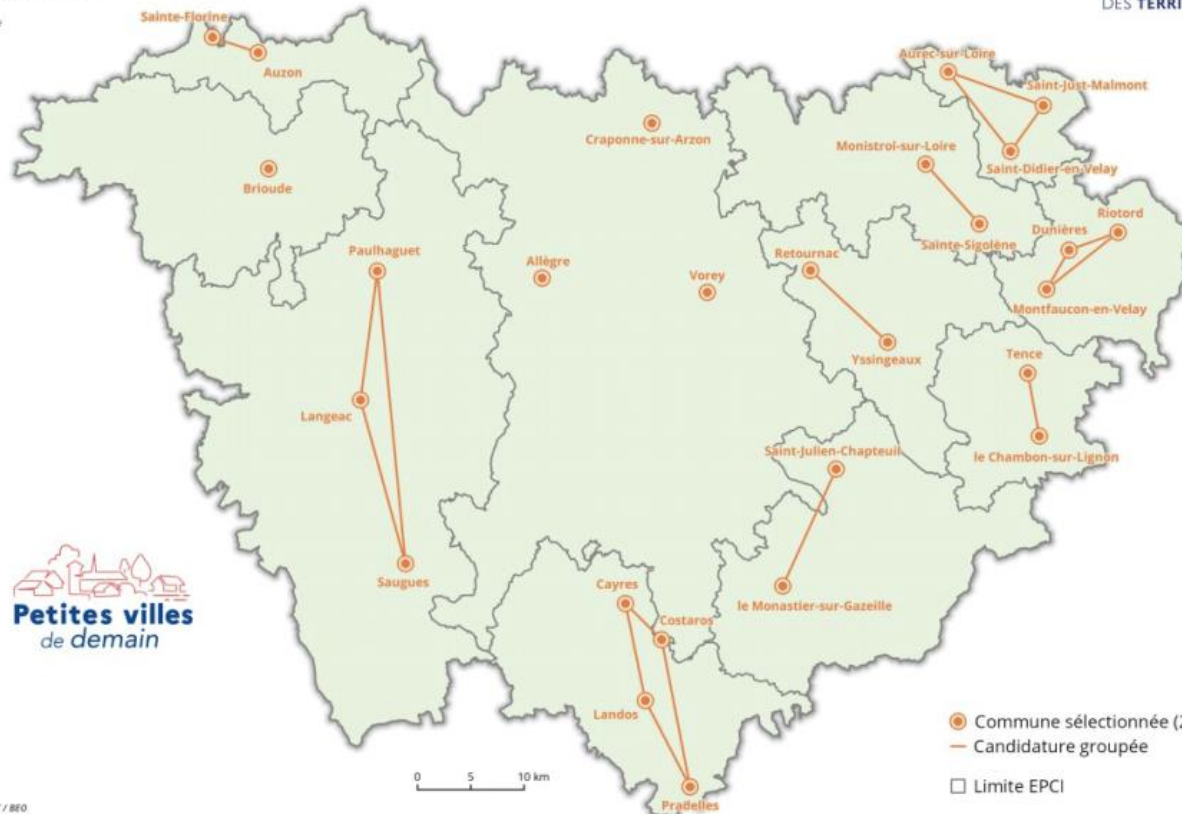 DES TERRI
Sainte-Florine
Auzon
Aurec-sur-Loire
Saint-Just-Malmont
Craponne-sur-Arzon
Monistrol-sur-Loire
Saint-Didier-en-Velay
Brioude
Riotord
Dunières
Sainte-Sigolène
Paulhaguet
Allègre
Vorey
Retournac
Montfaucon-en-Velay
Yssingeaux
Tence
Langeac
Saint-Julien-Chapteuil
le Chambon-sur-Lignon
Saugues
Cayres
le Monastier-sur-Gazeille
Costaros
Petites villes
de demain
Landos
Commune sélectionnée (2
Candidature groupée
0 5 10 km
Limite EPCI
Pradelles
/ BEO